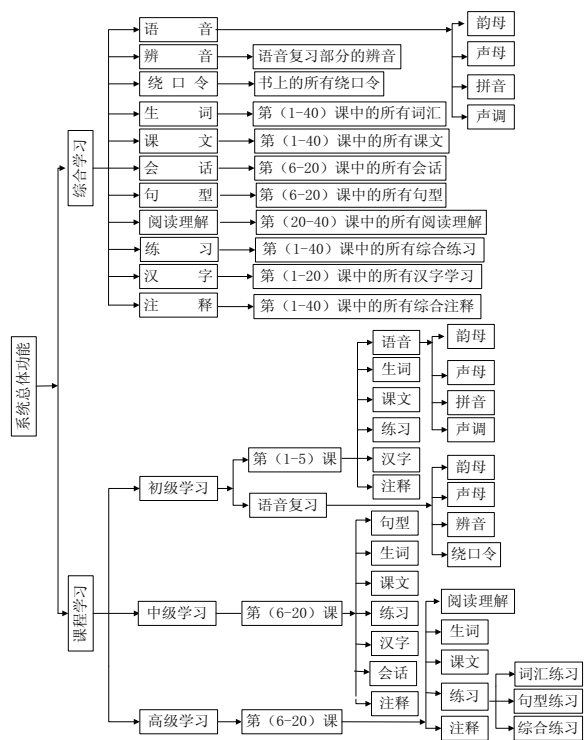 系统总体功能
综合学习
语 音
韵母
声母
拼音
声调
辨 音
语音复习部分的辨音
绕 口 令
书上的所有绕口令
生 词
第（1-40）课中的所有词汇
课 文
第（1-40）课中的所有课文
会 话
第（6-20）课中的所有会话
句 型
第（6-20）课中的所有句型
阅读理解
第（20-40）课中的所有阅读理解
练 习
第（1-40）课中的所有综合练习
汉 字
第（1-20）课中的所有汉字学习
注 释
第（1-40）课中的所有综合注释
课程学习
初级学习
第（1-5）课
语音
韵母
声母
拼音
声调
生词
课文
练习
汉字
注释
语音复习
韵母
声母
辨音
绕口令
中级学习
第（6-20）课
句型
生词
课文
练习
汉字
会话
注释
高级学习
第（6-20）课
阅读理解
生词
课文
练习
词汇练习
句型练习
综合练习
注释